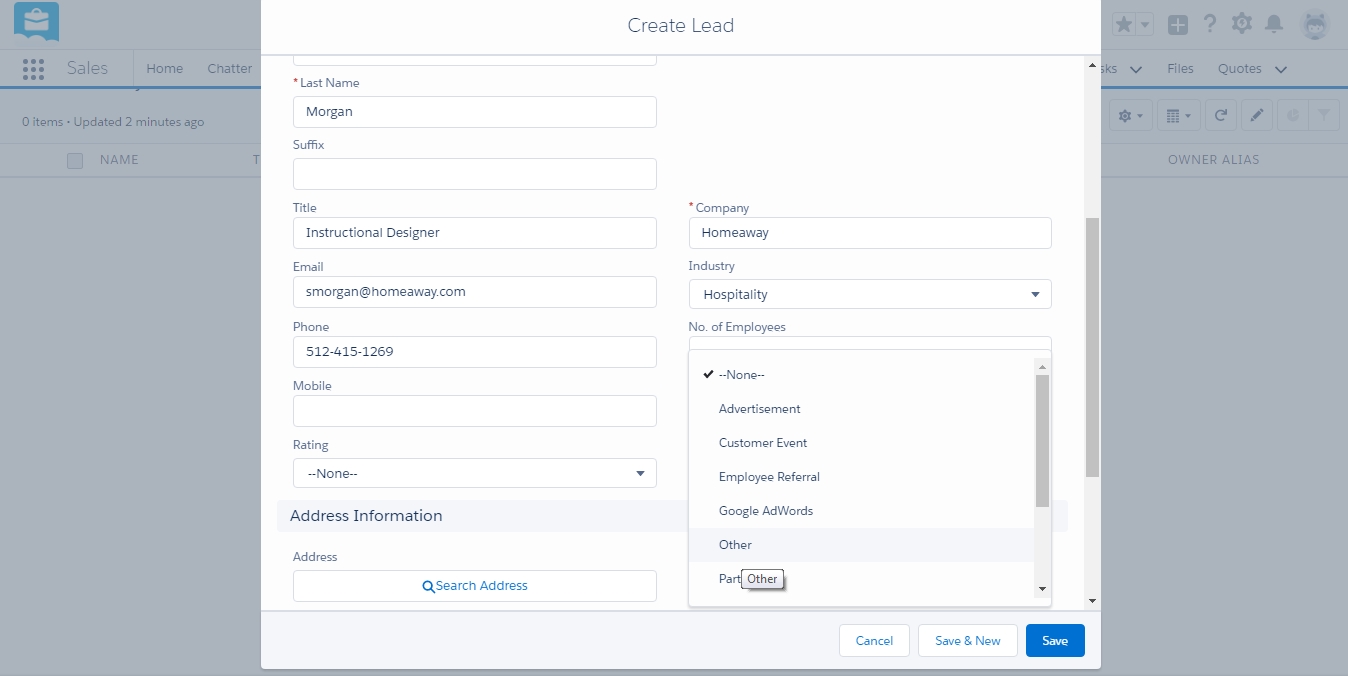 Create Lead
Sales
Home
Chatter
Files
Quotes
0 items • Updated 2 minutes ago
NAME
OWNER ALIAS
* Last Name
Morgan
Suffix
Title
Instructional Designer
* Company
Homeaway
Email
smorgan@homeaway.com
Industry
Hospitality
Phone
512-415-1269
No. of Employees
Mobile
Rating
--None--
--None--
Advertisement
Customer Event
Employee Referral
Google AdWords
Other
Part
Other
Address Information
Address
Search Address
Cancel
Save & New
Save